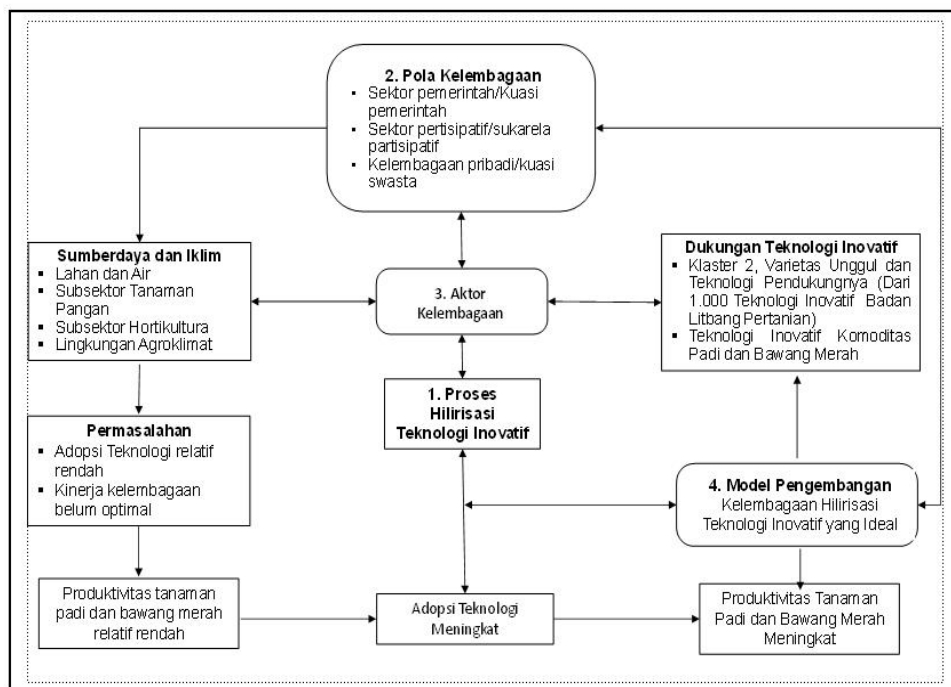 2. Pola Kelembagaan
▪ Sektor pemerintah/Kuasi
pemerintah
▪ Sektor pertisipatif/sukarela
partisipatif
▪ Kelembagaan pribadi/kuasi
swasta
Sumberdaya dan Iklim
▪ Lahan dan Air
▪ Subsektor Tanaman
Pangan
▪ Subsektor Hortikultura
▪ Lingkungan Agroklimat
3. Aktor
Kelembagaan
Dukungan Teknologi Inovatif
▪ Klaster 2, Varietas Unggul dan
Teknologi Pendukungnya (Dari
1.000 Teknologi Inovatif Badan
Litbang Pertanian)
▪ Teknologi Inovatif Komoditas
Padi dan Bawang Merah
1. Proses
Hilirisasi
Teknologi Inovatif
Permasalahan
▪ Adopsi Teknologi relatif
rendah
▪ Kinerja kelembagaan
belum optimal
4. Model Pengembangan
Kelembagaan Hilirisasi
Teknologi Inovatif yang Ideal
Produktivitas tanaman
padi dan bawang merah
relatif rendah
Adopsi Teknologi
Meningkat
Produktivitas Tanaman
Padi dan Bawang Merah
Meningkat